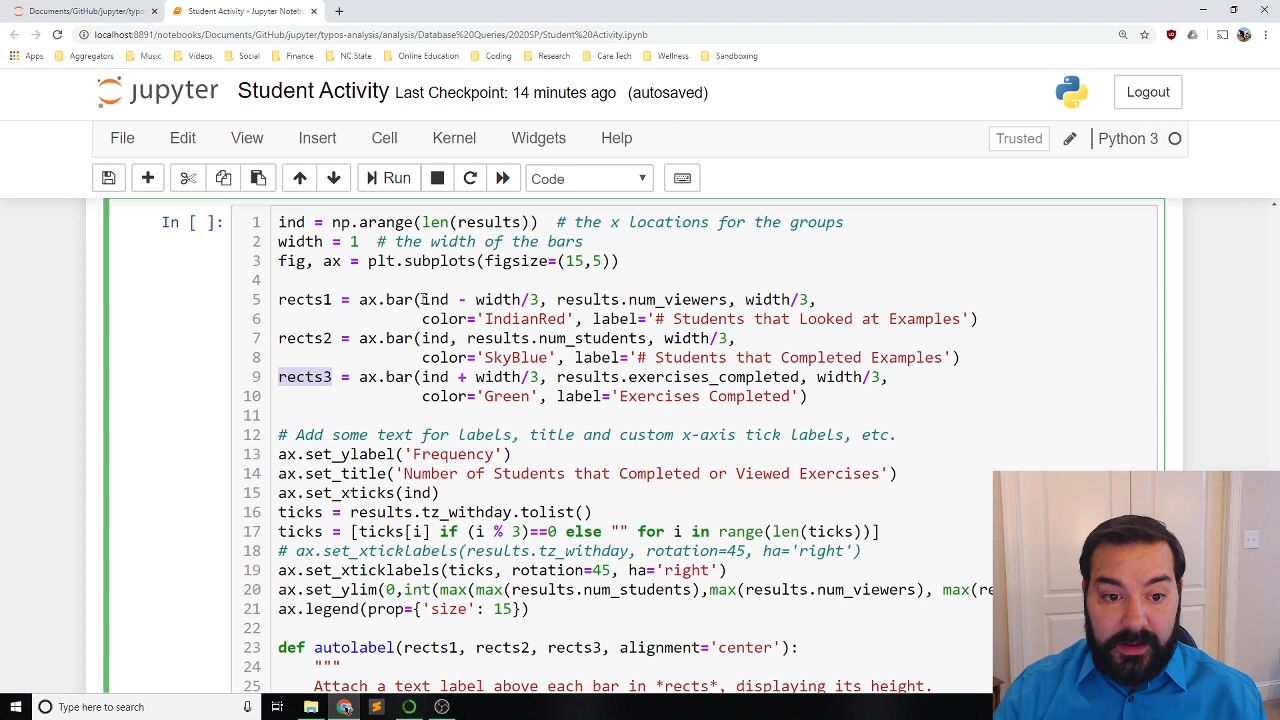 Documents/GitHub/jupyter/typo
Student Activity - Jupyter Noteb
localhost:8891/notebooks/Documents/GitHub/jupyter/typos-analysis/analysis/Database%20Queries/2020SP/Student%20Activity.ipynb
Apps Aggregators Music Videos Social Finance NC State Online Education Coding Research Care Tech Wellness Sandboxing
jupyter Student Activity Last Checkpoint: 14 minutes ago (autosaved) Logout
File Edit View Insert Cell Kernel Widgets Help Trusted Python 3
Run Code
In [ ]: 1 ind = np.arange(len(results)) # the x locations for the groups
2 width = 1 # the width of the bars
3 fig, ax = plt.subplots(figsize=(15,5))
4
5 rects1 = ax.bar(ind - width/3, results.num_viewers, width/3,
6 color='IndianRed', label='# Students that Looked at Examples')
7 rects2 = ax.bar(ind, results.num_students, width/3,
8 color='SkyBlue', label='# Students that Completed Examples')
9 rects3 = ax.bar(ind + width/3, results.exercises_completed, width/3,
10 color='Green', label='Exercises Completed')
11
12 # Add some text for labels, title and custom x-axis tick labels, etc.
13 ax.set_ylabel('Frequency')
14 ax.set_title('Number of Students that Completed or Viewed Exercises')
15 ax.set_xticks(ind)
16 ticks = results.tz_withday.tolist()
17 ticks = [ticks[i] if (i % 3)==0 else "" for i in range(len(ticks))]
18 # ax.set_xticklabels(results.tz_withday, rotation=45, ha='right')
19 ax.set_xticklabels(ticks, rotation=45, ha='right')
20 ax.set_ylim(0,int(max(max(results.num_students),max(results.num_viewers), max(re
21 ax.legend(prop={'size': 15})
22
23 def autolabel(rects1, rects2, rects3, alignment='center'):
24 """
25 Attach a text label above each bar in *rects*, displaying its height.
Type here to search